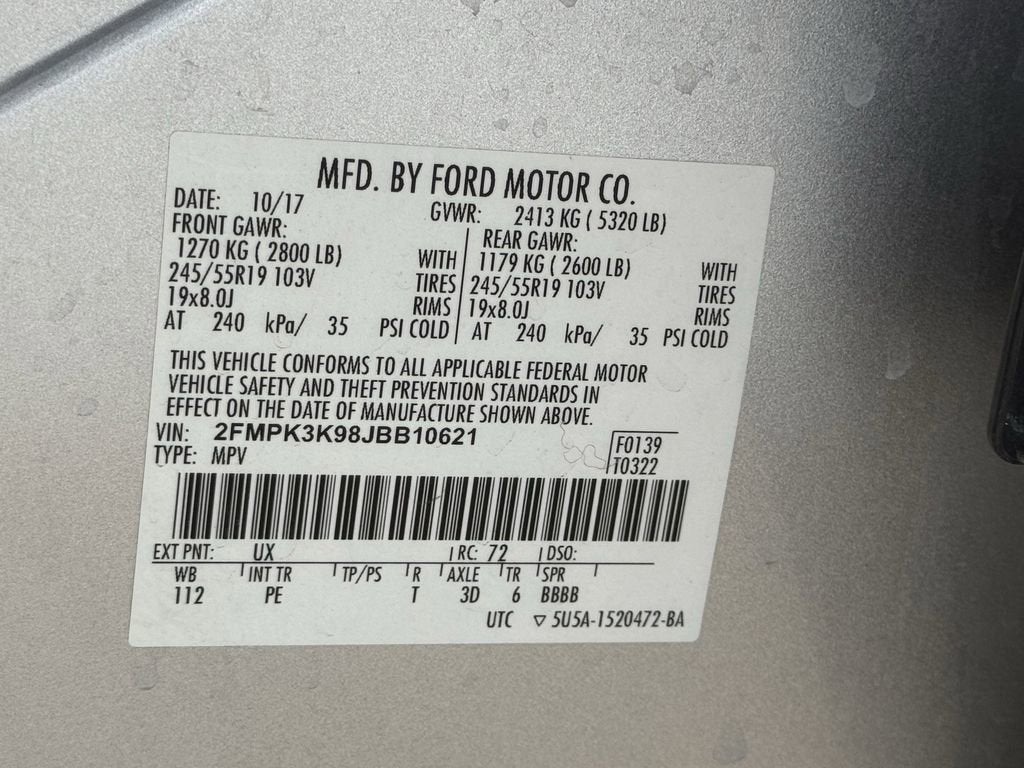 MFD. BY FORD MOTOR CO.
DATE: 10/17 GVWR: 2413 KG ( 5320 LB)
FRONT GAWR: REAR GAWR:
1270 KG ( 2800 LB) WITH 1179 KG ( 2600 LB) WITH
245/55R19 103V TIRES 245/55R19 103V TIRES
19x8.0J RIMS 19x8.0J RIMS
AT 240 kPa/ 35 PSI COLD AT 240 kPa/ 35 PSI COLD
THIS VEHICLE CONFORMS TO ALL APPLICABLE FEDERAL MOTOR
VEHICLE SAFETY AND THEFT PREVENTION STANDARDS IN
EFFECT ON THE DATE OF MANUFACTURE SHOWN ABOVE.
VIN: 2FMPK3K98JBB10621 F0139
TYPE: MPV T0322
EXT PNT: UX RC: 72 DSO:
WB INT TR TP/PS R AXLE TR SPR
112 PE T 3D 6 BBBB
UTC ▽ 5U5A-1520472-BA